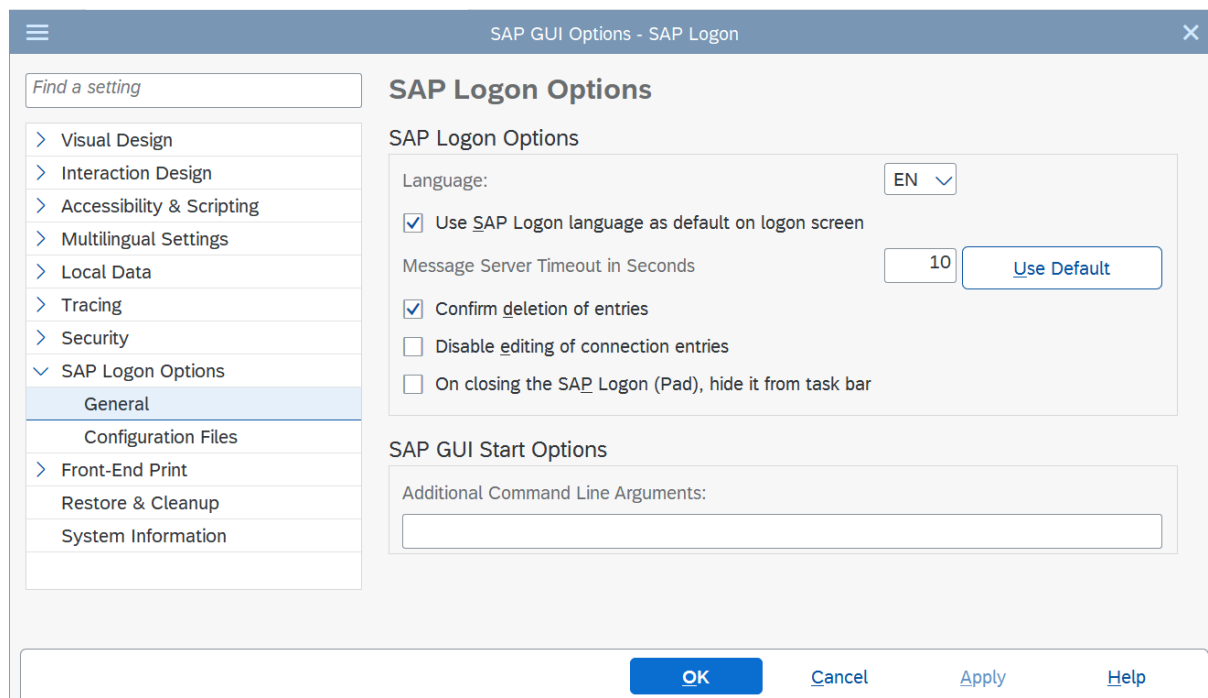 SAP GUI Options - SAP Logon
Find a setting
Visual Design
Interaction Design
Accessibility & Scripting
Multilingual Settings
Local Data
Tracing
Security
SAP Logon Options
General
Configuration Files
Front-End Print
Restore & Cleanup
System Information
SAP Logon Options
SAP Logon Options
Language:
EN
Use SAP Logon language as default on logon screen
Message Server Timeout in Seconds
10
Use Default
Confirm deletion of entries
Disable editing of connection entries
On closing the SAP Logon (Pad), hide it from task bar
SAP GUI Start Options
Additional Command Line Arguments:
OK
Cancel
Apply
Help